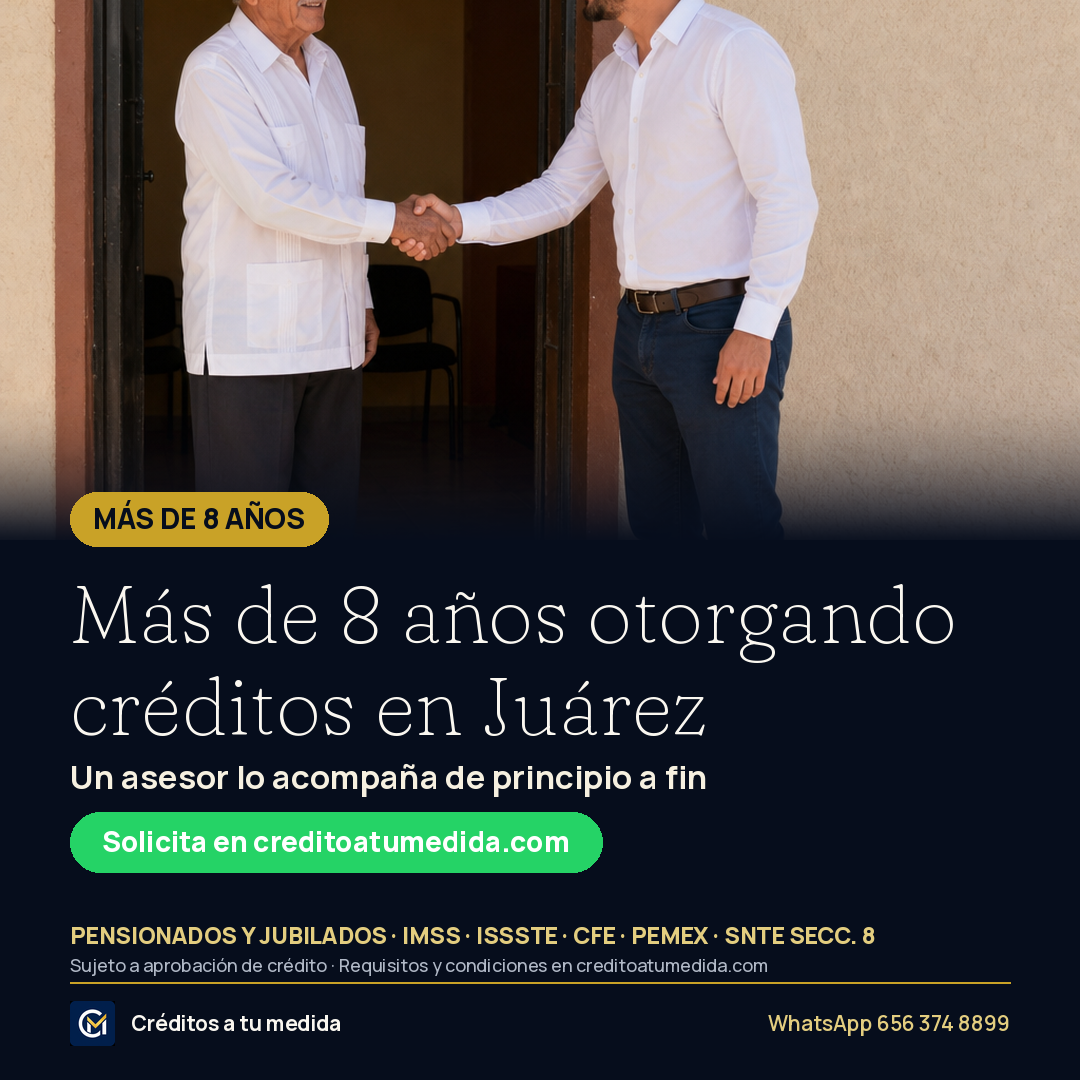 MÁS DE 8 AÑOS
Más de 8 años otorgando
créditos en Juárez
Un asesor lo acompaña de principio a fin
Solicita en creditoatumedida.com
PENSIONADOS Y JUBILADOS · IMSS · ISSSTE · CFE · PEMEX · SNTE SECC. 8
Sujeto a aprobación de crédito · Requisitos y condiciones en creditoatumedida.com
Créditos a tu medida
WhatsApp 656 374 8899